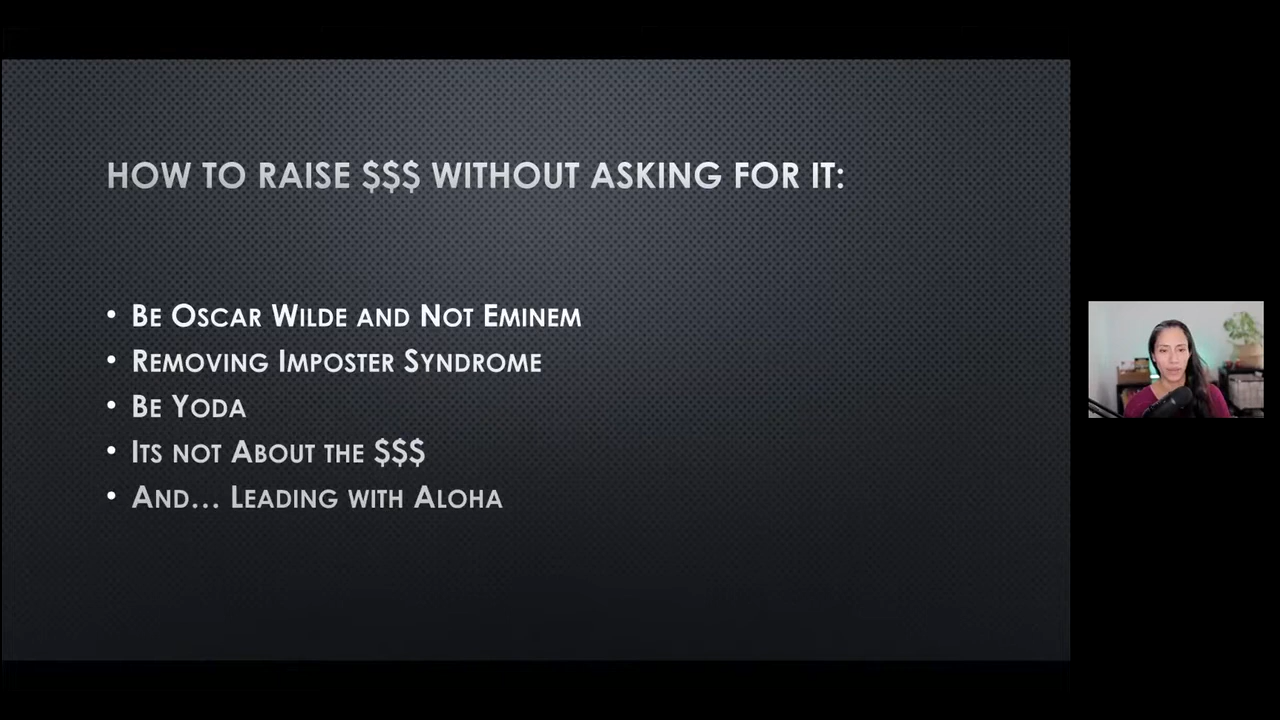 HOW TO RAISE $$$ WITHOUT ASKING FOR IT:
• BE OSCAR WILDE AND NOT EMINEM
• REMOVING IMPOSTER SYNDROME
• BE YODA
• ITS NOT ABOUT THE $$$
• AND... LEADING WITH ALOHA